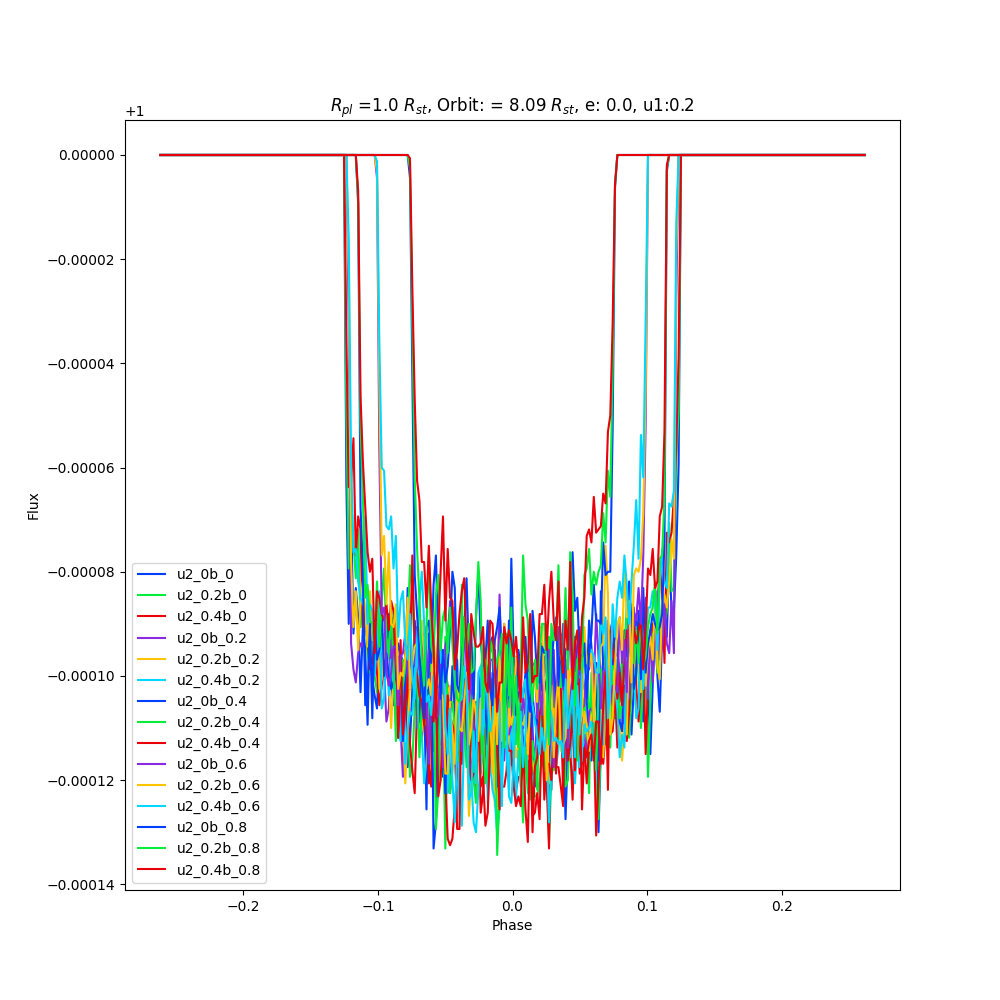 R_pl =1.0 R_st, Orbit: = 8.09 R_st, e: 0.0, u1:0.2
+1
0.00000
−0.00002
−0.00004
−0.00006
−0.00008
−0.00010
−0.00012
−0.00014
Flux
u2_0b_0
u2_0.2b_0
u2_0.4b_0
u2_0b_0.2
u2_0.2b_0.2
u2_0.4b_0.2
u2_0b_0.4
u2_0.2b_0.4
u2_0.4b_0.4
u2_0b_0.6
u2_0.2b_0.6
u2_0.4b_0.6
u2_0b_0.8
u2_0.2b_0.8
u2_0.4b_0.8
−0.2 −0.1 0.0 0.1 0.2
Phase